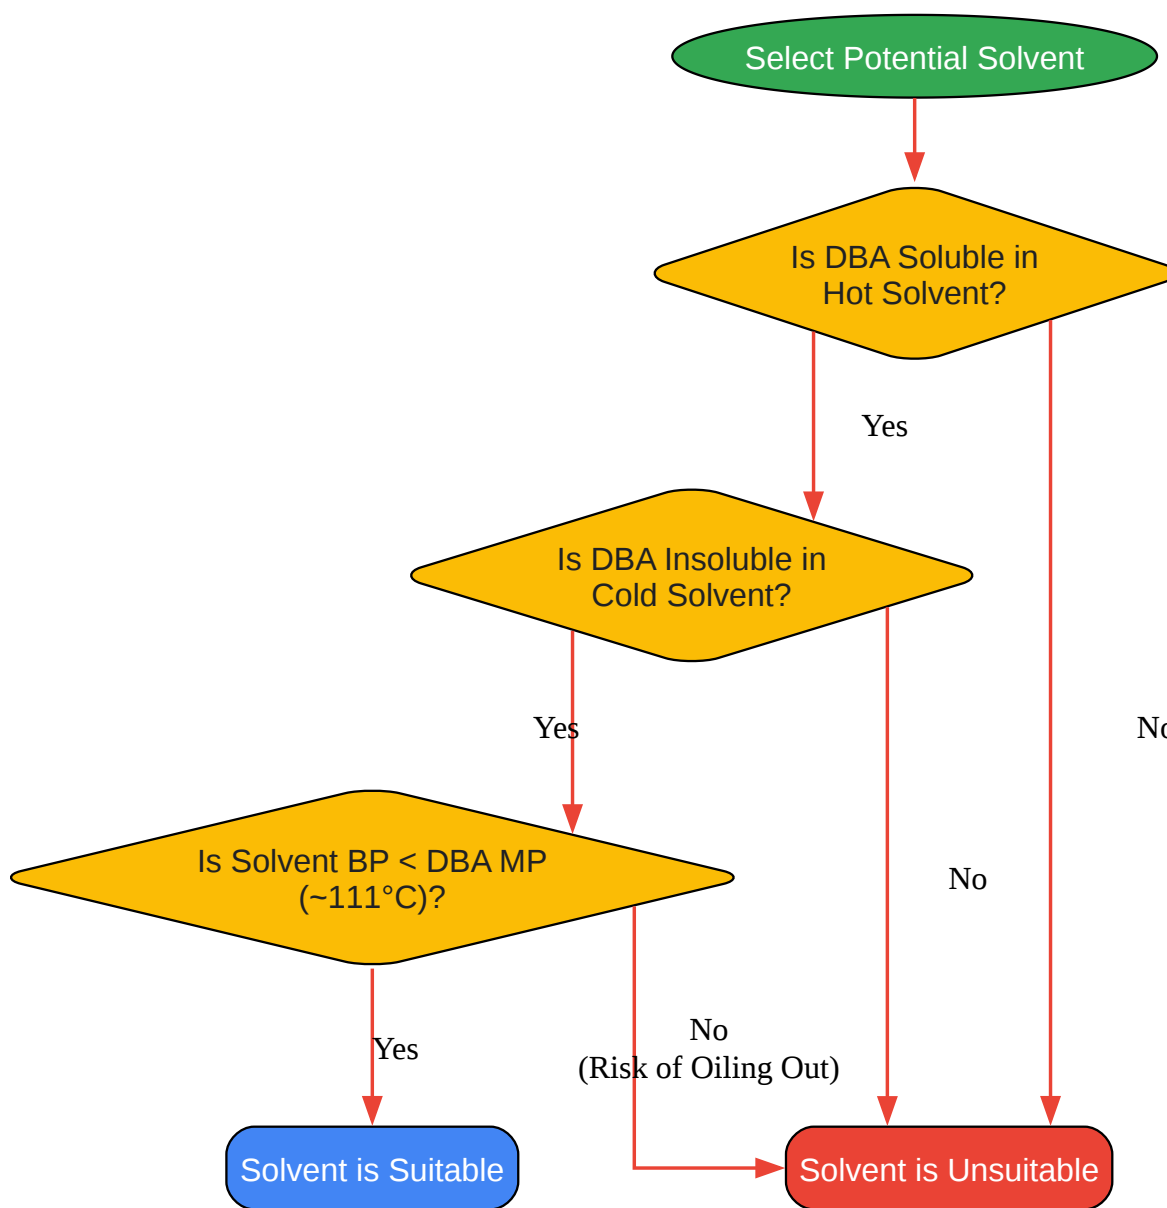 Select Potential Solvent
Is DBA Soluble in
Hot Solvent?
Yes
Is DBA Insoluble in
Cold Solvent?
Yes
No
Is Solvent BP < DBA MP
(~111°C)?
No
Yes
No
(Risk of Oiling Out)
Solvent is Suitable
Solvent is Unsuitable